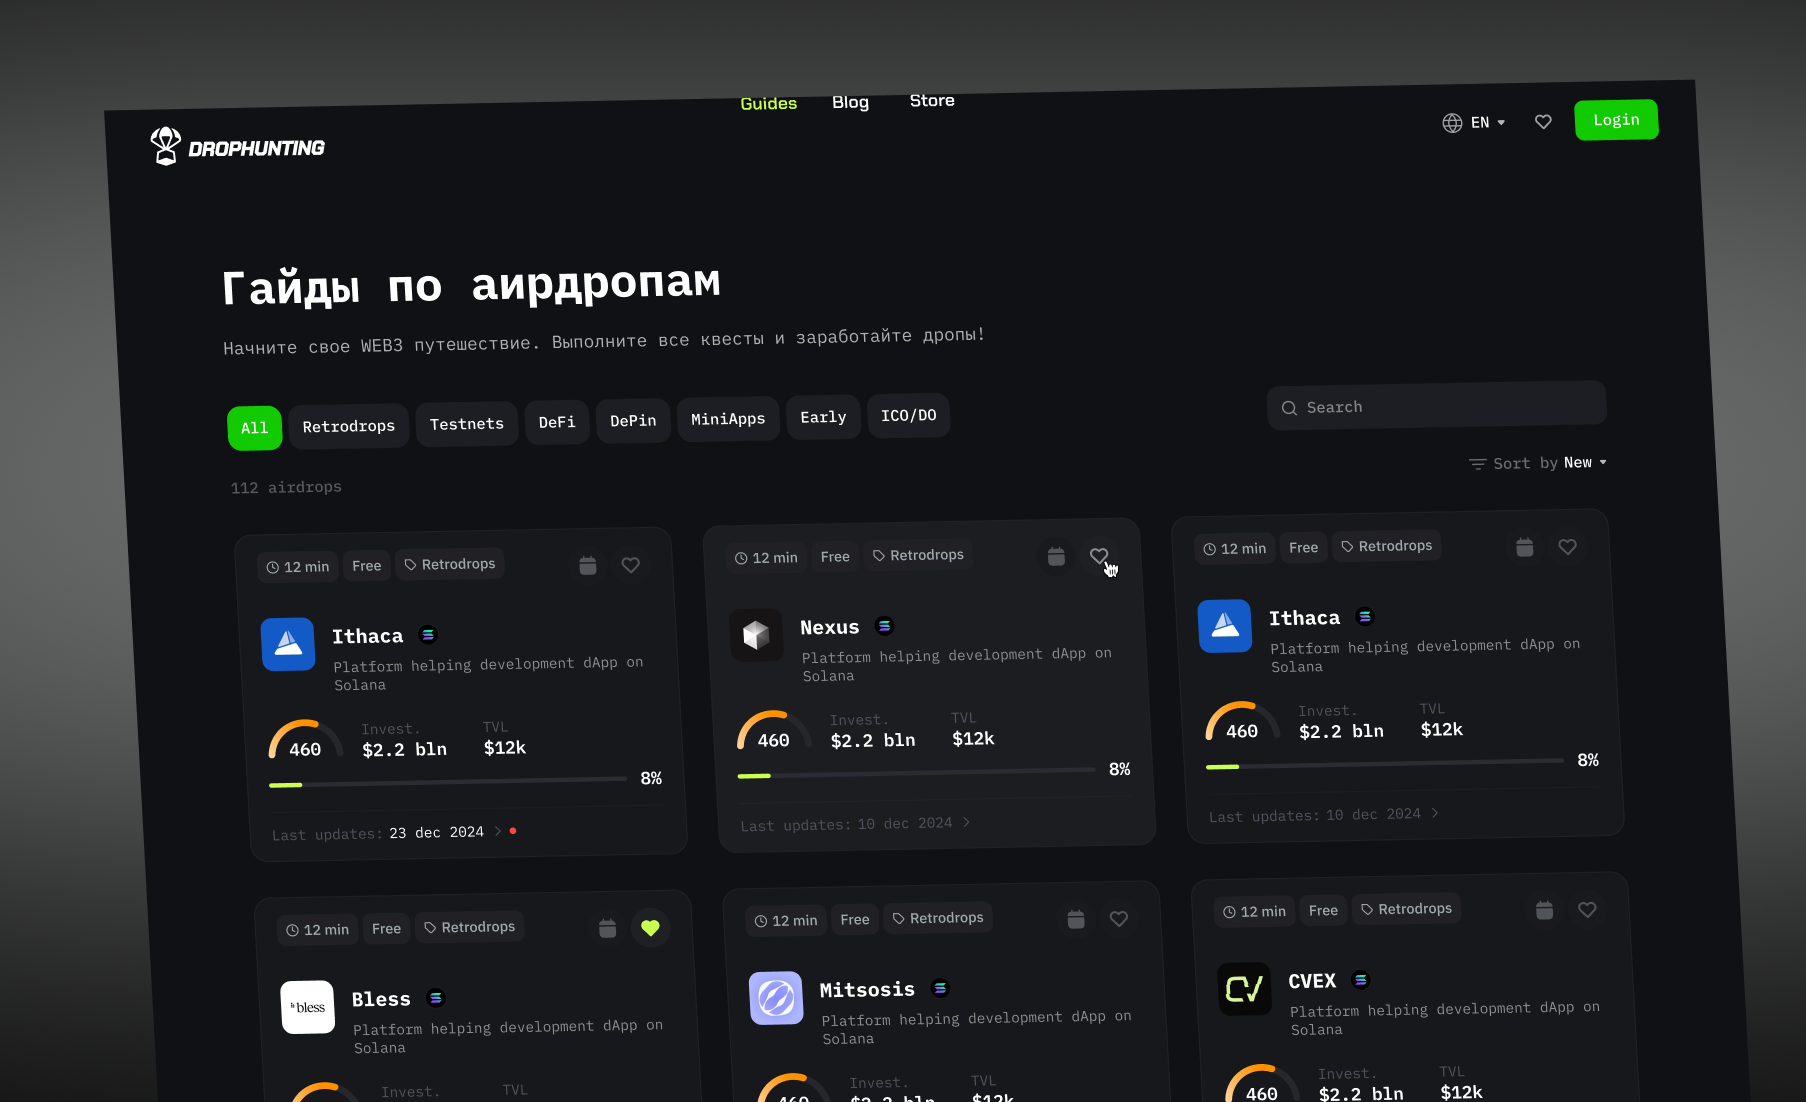 Guides Blog Store
DROPHUNTING
EN
Login
Гайды по аирдропам
Начните свое WEB3 путешествие. Выполните все квесты и заработайте дропы!
All Retrodrops Testnets DeFi DePin MiniApps Early ICO/DO
Search
112 airdrops
Sort by New
12 min Free Retrodrops
Ithaca
Platform helping development dApp on
Solana
460
Invest. TVL
$2.2 bln $12k
8%
Last updates: 23 dec 2024
12 min Free Retrodrops
Nexus
Platform helping development dApp on
Solana
460
Invest. TVL
$2.2 bln $12k
8%
Last updates: 10 dec 2024
12 min Free Retrodrops
Ithaca
Platform helping development dApp on
Solana
460
Invest. TVL
$2.2 bln $12k
8%
Last updates: 10 dec 2024
12 min Free Retrodrops
bless
Bless
Platform helping development dApp on
Solana
Invest. TVL
12 min Free Retrodrops
Mitsosis
Platform helping development dApp on
Solana
460
Invest. TVL
$2.2 bln $12k
12 min Free Retrodrops
CVEX
Platform helping development dApp on
Solana
460
Invest. TVL
$2.2 bln $12k